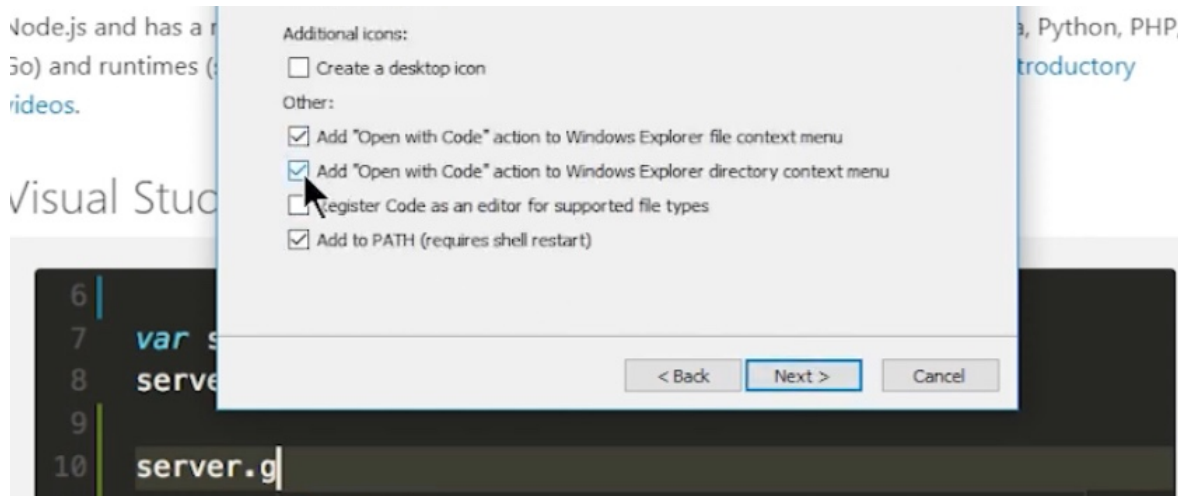 Node.js and has a
Additional icons:
, Python, PHP,
Go) and runtimes (
Create a desktop icon
troductory
videos.
Other:
Add "Open with Code" action to Windows Explorer file context menu
Add "Open with Code" action to Windows Explorer directory context menu
Visual Stud
Register Code as an editor for supported file types
Add to PATH (requires shell restart)
6
7 var s
8 serve
< Back Next > Cancel
9
10 server.g